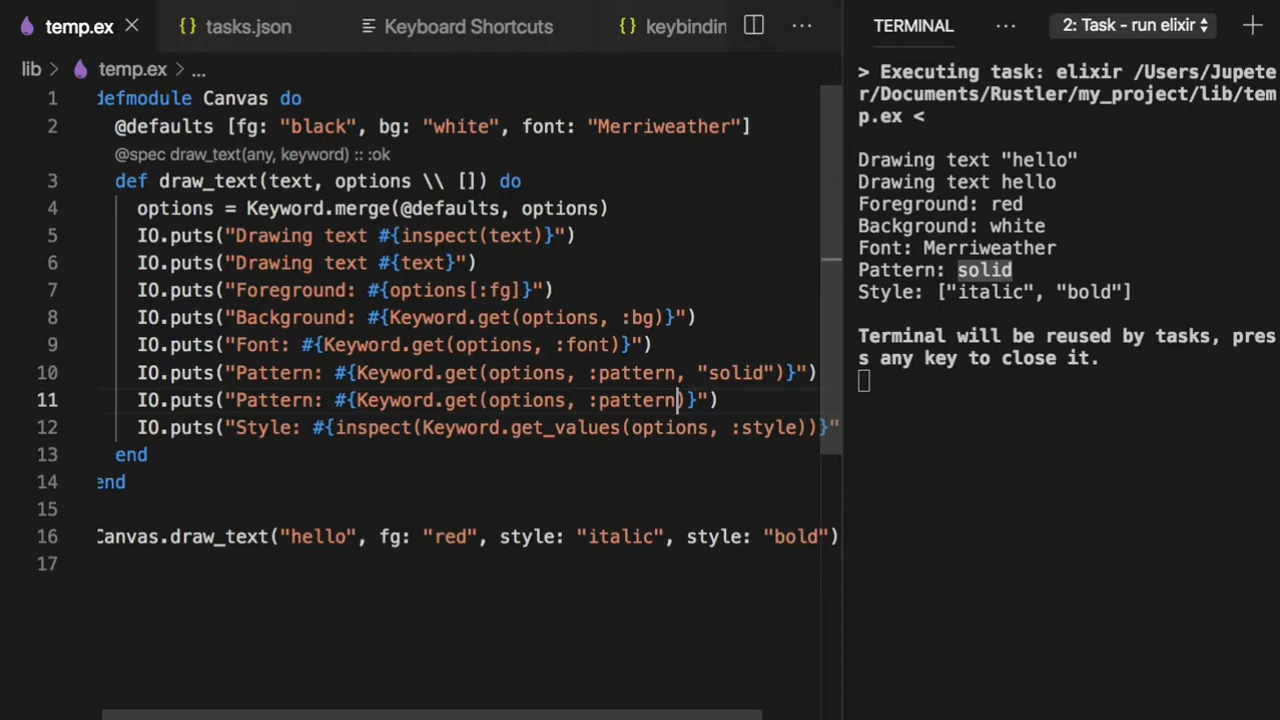 temp.ex
tasks.json
Keyboard Shortcuts
keybindin
TERMINAL
2: Task - run elixir
lib > temp.ex > ...
1 defmodule Canvas do
2 @defaults [fg: "black", bg: "white", font: "Merriweather"]
@spec draw_text(any, keyword) :: :ok
3 def draw_text(text, options \\ []) do
4 options = Keyword.merge(@defaults, options)
5 IO.puts("Drawing text #{inspect(text)}")
6 IO.puts("Drawing text #{text}")
7 IO.puts("Foreground: #{options[:fg]}")
8 IO.puts("Background: #{Keyword.get(options, :bg)}")
9 IO.puts("Font: #{Keyword.get(options, :font)}")
10 IO.puts("Pattern: #{Keyword.get(options, :pattern, "solid")}")
11 IO.puts("Pattern: #{Keyword.get(options, :pattern)}")
12 IO.puts("Style: #{inspect(Keyword.get_values(options, :style))}"
13 end
14 end
15
16 Canvas.draw_text("hello", fg: "red", style: "italic", style: "bold")
17
> Executing task: elixir /Users/Jupete
r/Documents/Rustler/my_project/lib/tem
p.ex <
Drawing text "hello"
Drawing text hello
Foreground: red
Background: white
Font: Merriweather
Pattern: solid
Style: ["italic", "bold"]
Terminal will be reused by tasks, pres
s any key to close it.